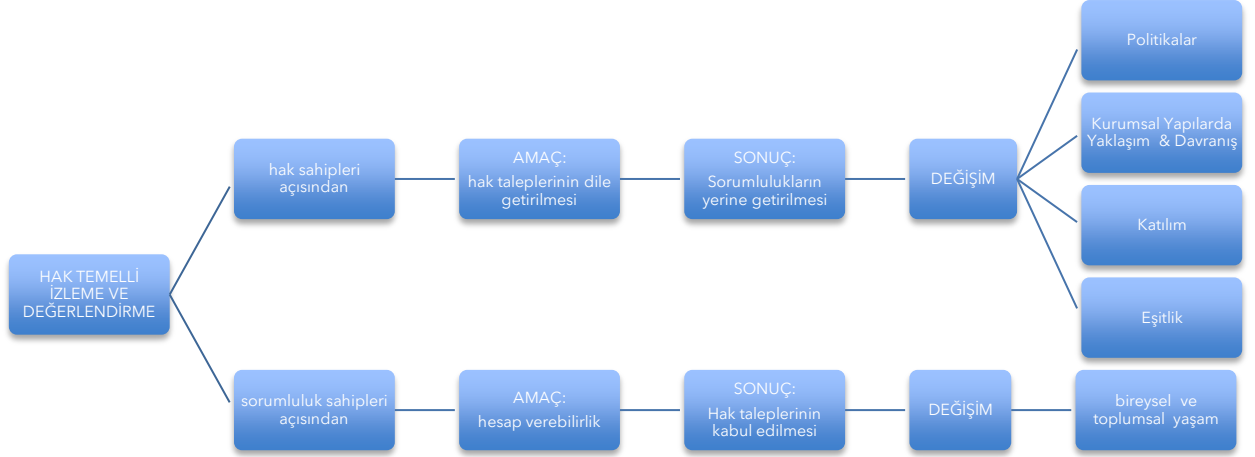 HAK TEMELLİ
İZLEME VE
DEĞERLENDİRME
hak sahipleri
açısından
AMAÇ:
hak taleplerinin dile
getirilmesi
SONUÇ:
Sorumlulukların
yerine getirilmesi
DEĞİŞİM
Politikalar
Kurumsal Yapılarda
Yaklaşım & Davranış
Katılım
Eşitlik
sorumluluk sahipleri
açısından
AMAÇ:
hesap verebilirlik
SONUÇ:
Hak taleplerinin
kabul edilmesi
DEĞİŞİM
bireysel ve
toplumsal yaşam